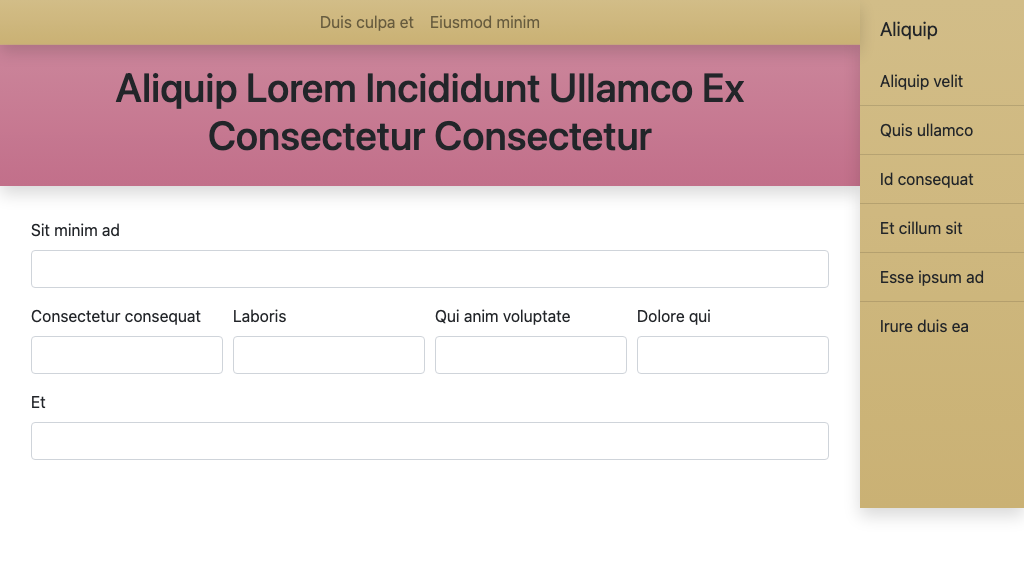 Duis culpa et Eiusmod minim
Aliquip Lorem Incididunt Ullamco Ex
Consectetur Consectetur
Sit minim ad
Consectetur consequat Laboris Qui anim voluptate Dolore qui
Et
Aliquip
Aliquip velit
Quis ullamco
Id consequat
Et cillum sit
Esse ipsum ad
Irure duis ea